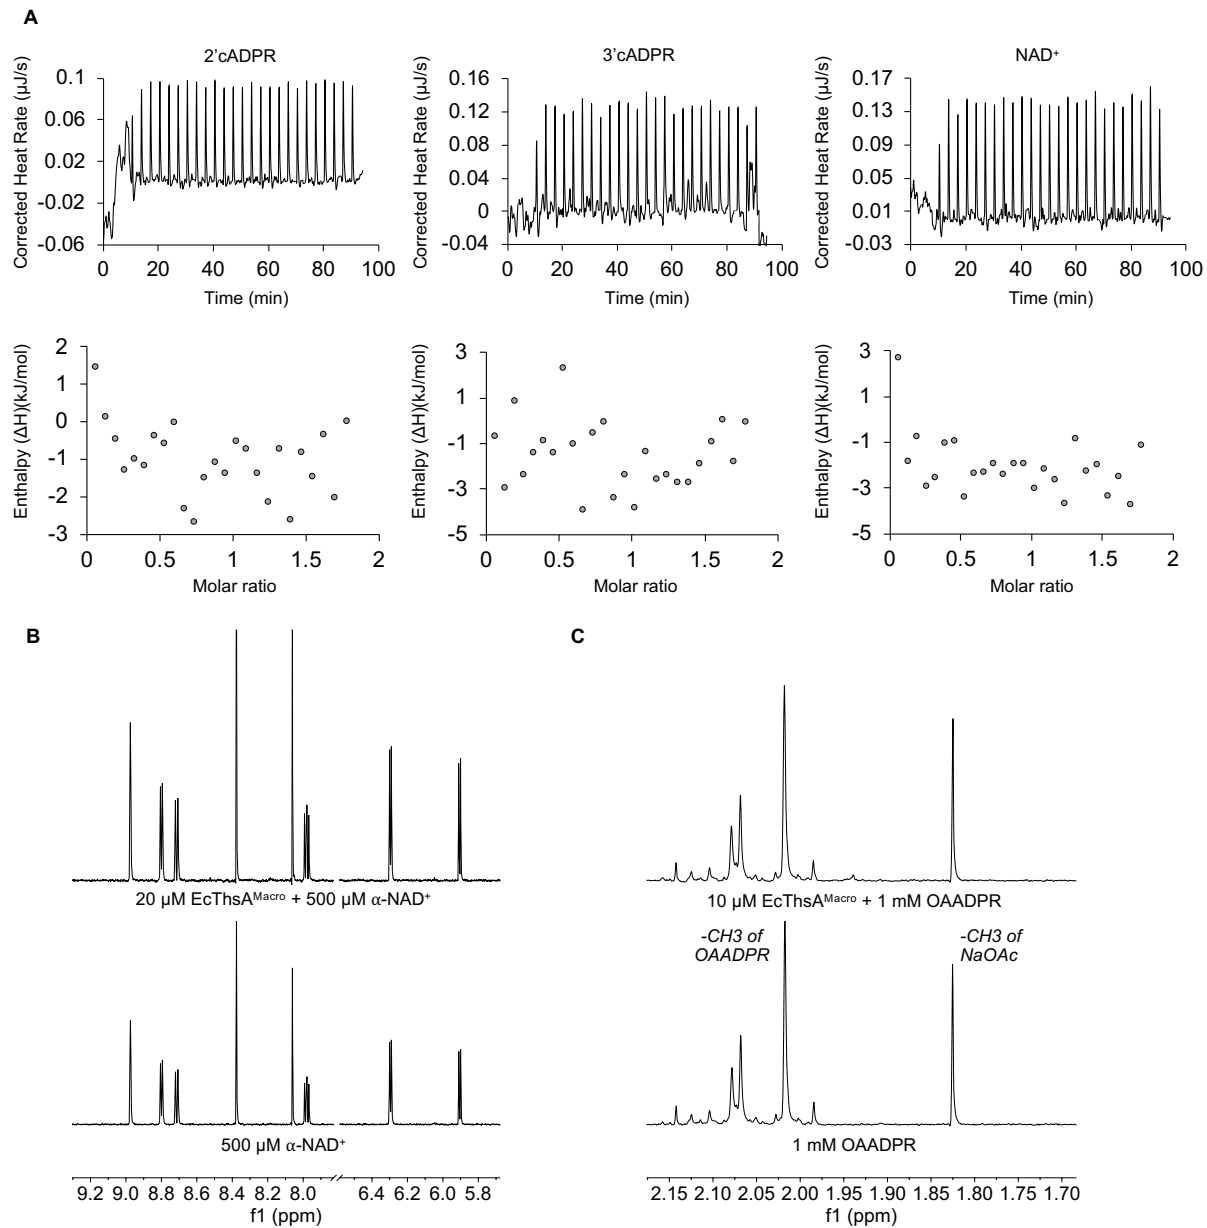 A
2'cADPR
3'cADPR
NAD⁺
Corrected Heat Rate (µJ/s)
0.1
0.06
0.02
-0.02
-0.06
0 20 40 60 80 100
Time (min)
Corrected Heat Rate (µJ/s)
0.16
0.12
0.08
0.04
0
-0.04
0 20 40 60 80 100
Time (min)
Corrected Heat Rate (µJ/s)
0.17
0.13
0.09
0.05
0.01
-0.03
0 20 40 60 80 100
Time (min)
Enthalpy (ΔH)(kJ/mol)
2
1
0
-1
-2
-3
0 0.5 1 1.5 2
Molar ratio
Enthalpy (ΔH)(kJ/mol)
3
1
-1
-3
-5
0 0.5 1 1.5 2
Molar ratio
Enthalpy (ΔH)(kJ/mol)
3
1
-1
-3
-5
0 0.5 1 1.5 2
Molar ratio
B
20 µM EcThsAᴹᵃᶜʳᵒ + 500 µM α-NAD⁺
500 µM α-NAD⁺
9.2 9.0 8.8 8.6 8.4 8.2 8.0 6.4 6.2 6.0 5.8
f1 (ppm)
C
10 µM EcThsAᴹᵃᶜʳᵒ + 1 mM OAADPR
-CH3 of
OAADPR
-CH3 of
NaOAc
1 mM OAADPR
2.15 2.10 2.05 2.00 1.95 1.90 1.85 1.80 1.75 1.70
f1 (ppm)